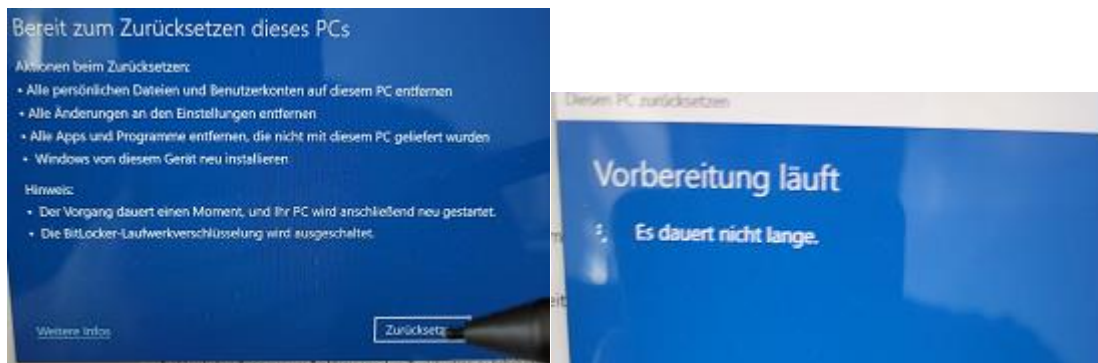 Bereit zum Zurücksetzen dieses PCs
Aktionen beim Zurücksetzen:
• Alle persönlichen Dateien und Benutzerkonten auf diesem PC entfernen
• Alle Änderungen an den Einstellungen entfernen
• Alle Apps und Programme entfernen, die nicht mit diesem PC geliefert wurden
• Windows von diesem Gerät neu installieren
Hinweis:
• Der Vorgang dauert einen Moment, und Ihr PC wird anschließend neu gestartet.
• Die BitLocker-Laufwerkverschlüsselung wird ausgeschaltet.
Weitere Infos
Zurücksetz
Diesen PC zurücksetzen
Vorbereitung läuft
Es dauert nicht lange.